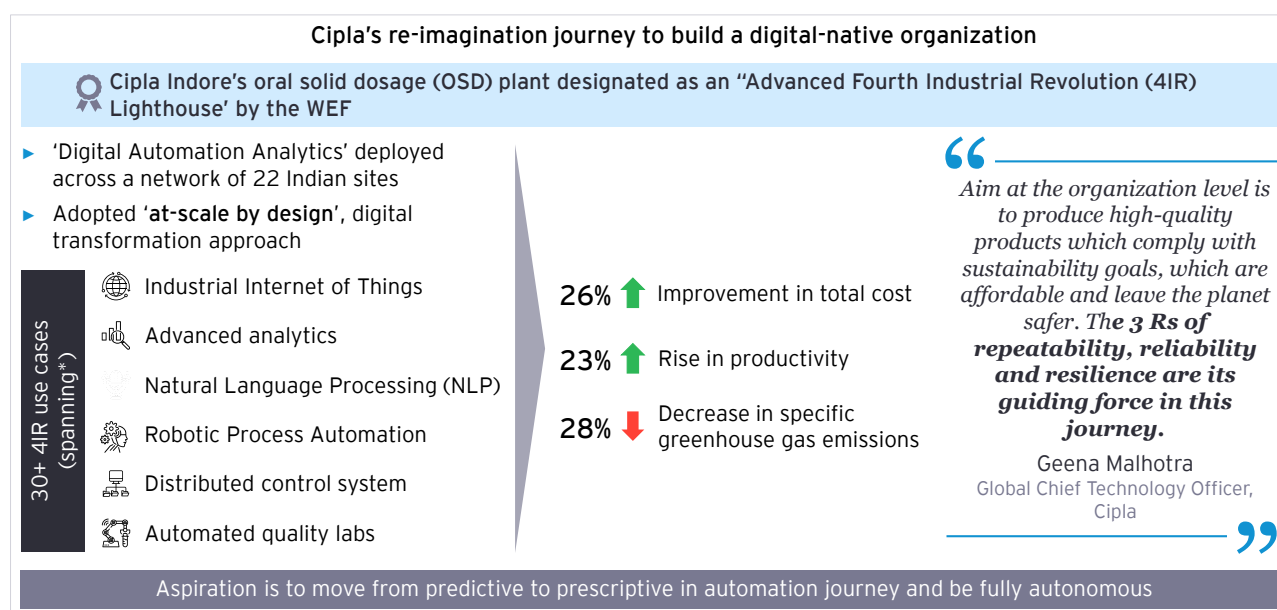 Cipla’s re-imagination journey to build a digital-native organization
Cipla Indore’s oral solid dosage (OSD) plant designated as an “Advanced Fourth Industrial Revolution (4IR)
Lighthouse’ by the WEF
► ‘Digital Automation Analytics’ deployed
across a network of 22 Indian sites
► Adopted ‘at-scale by design’, digital
transformation approach
30+ 4IR use cases
(spanning*)
Industrial Internet of Things
Advanced analytics
Natural Language Processing (NLP)
Robotic Process Automation
Distributed control system
Automated quality labs
26% Improvement in total cost
23% Rise in productivity
28% Decrease in specific
greenhouse gas emissions
“
Aim at the organization level is
to produce high-quality
products which comply with
sustainability goals, which are
affordable and leave the planet
safer. The 3 Rs of
repeatability, reliability
and resilience are its
guiding force in this
journey.
Geena Malhotra
Global Chief Technology Officer,
Cipla
”
Aspiration is to move from predictive to prescriptive in automation journey and be fully autonomous